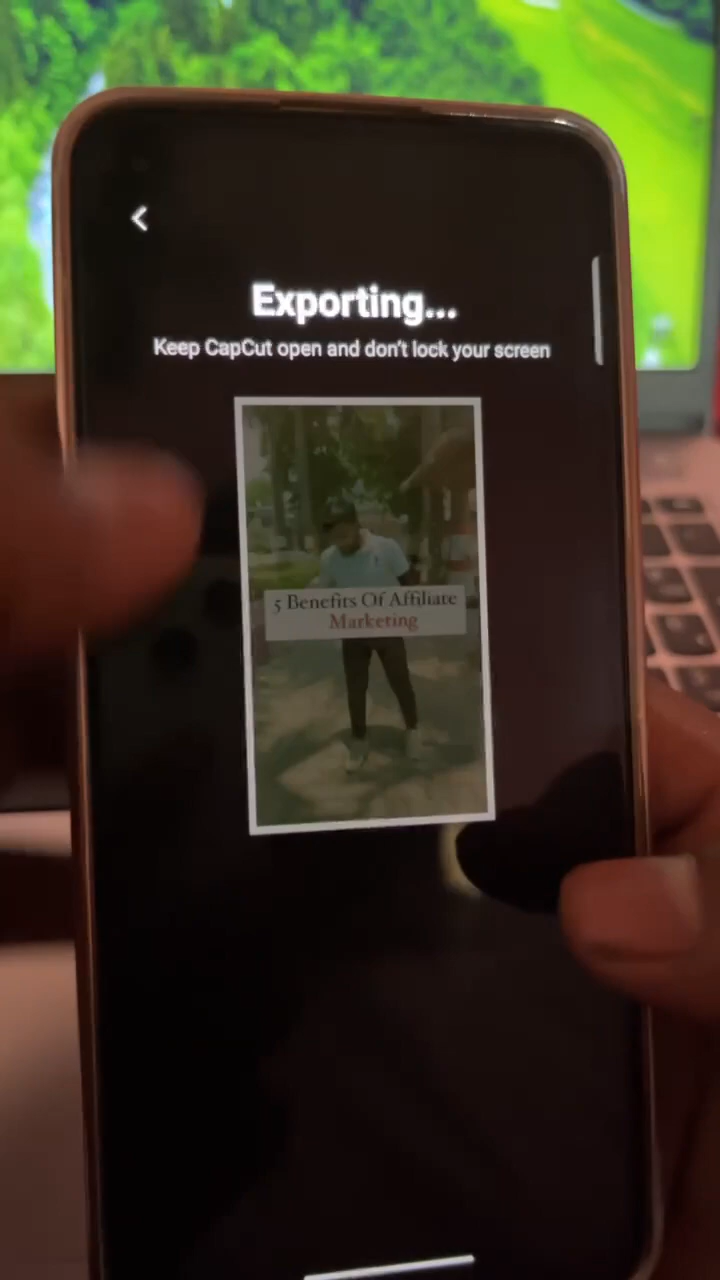 Exporting...
Keep CapCut open and don't lock your screen
5 Benefits Of Affiliate
Marketing